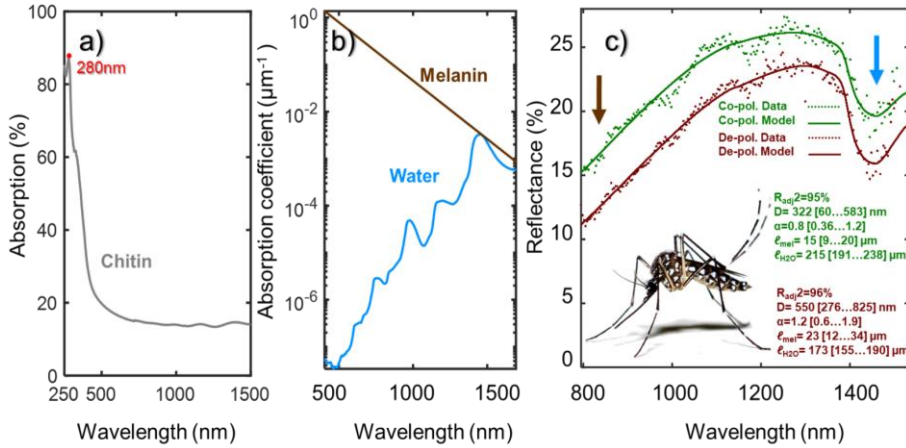 a)
100
80
60
40
20
0
280nm
Chitin
Absorption (%)
250 500 1000 1500
Wavelength (nm)
b)
10⁰
10⁻²
10⁻⁴
10⁻⁶
Melanin
Water
Absorption coefficient (µm⁻¹)
500 1000 1500
Wavelength (nm)
c)
25
20
15
10
5
0
Reflectance (%)
Co-pol. Data
Co-pol. Model
De-pol. Data
De-pol. Model
R_adj2=95%
D= 322 [60...583] nm
α=0.8 [0.36...1.2]
ℓ_mel= 15 [9...20] µm
ℓ_H2O= 215 [191...238] µm
R_adj2=96%
D= 550 [276...825] nm
α=1.2 [0.6...1.9]
ℓ_mel= 23 [12...34] µm
ℓ_H2O= 173 [155...190] µm
800 1000 1200 1400
Wavelength (nm)